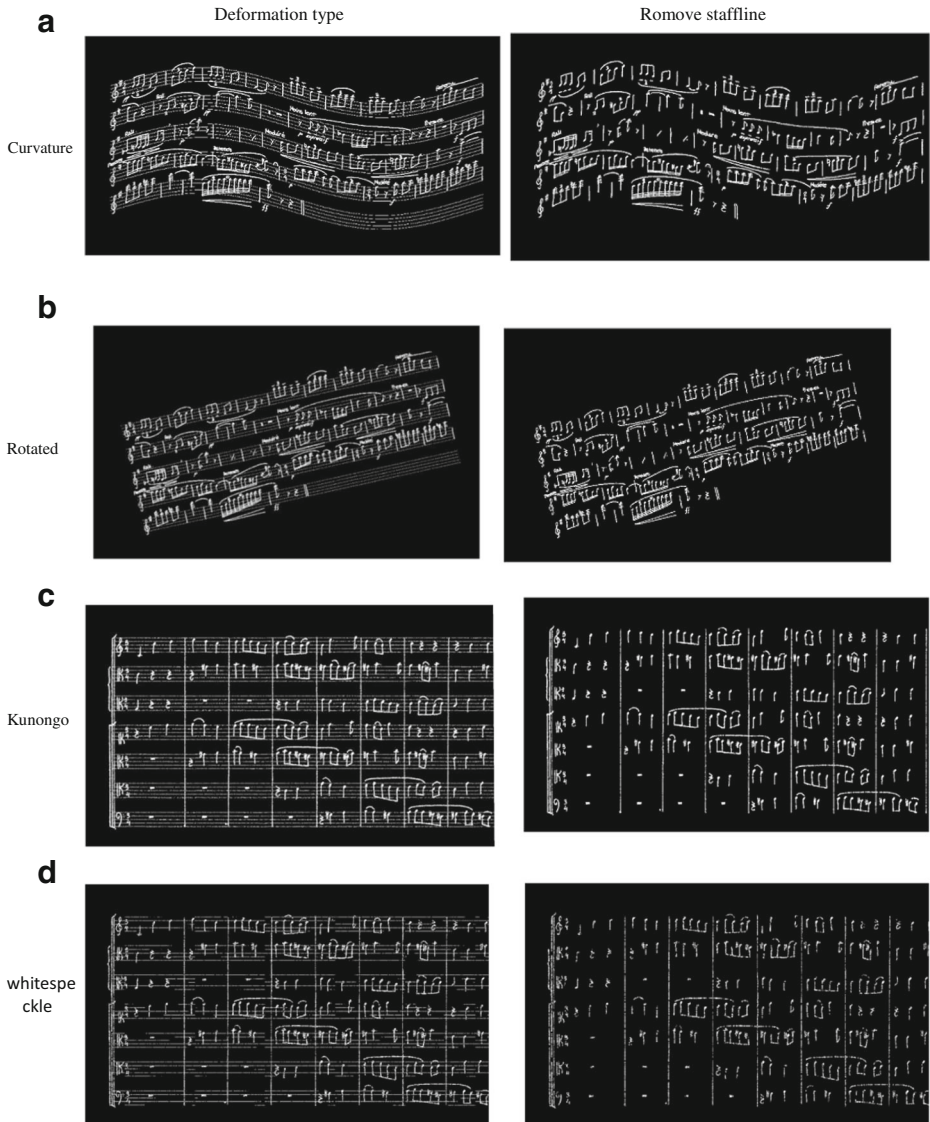 Deformation type
Romove staffline
a
Curvature
b
Rotated
c
Kunongo
d
whitespe
ckle